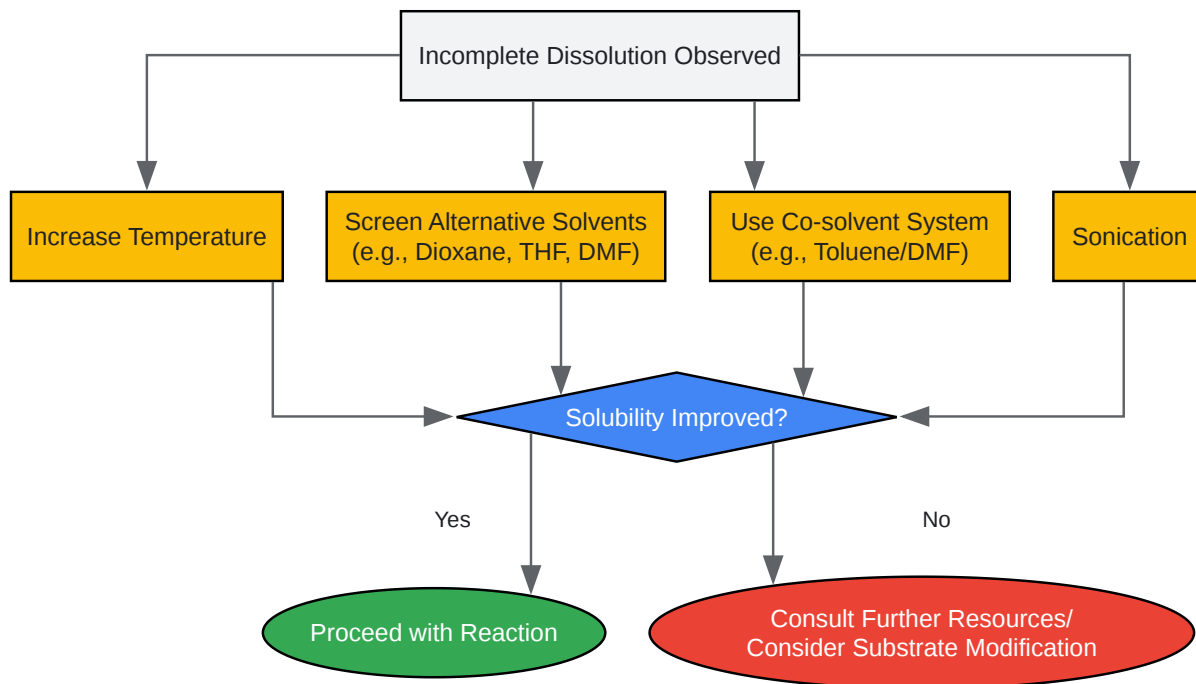 Incomplete Dissolution Observed
Increase Temperature
Screen Alternative Solvents
(e.g., Dioxane, THF, DMF)
Use Co-solvent System
(e.g., Toluene/DMF)
Sonication
Solubility Improved?
Yes
No
Proceed with Reaction
Consult Further Resources/
Consider Substrate Modification